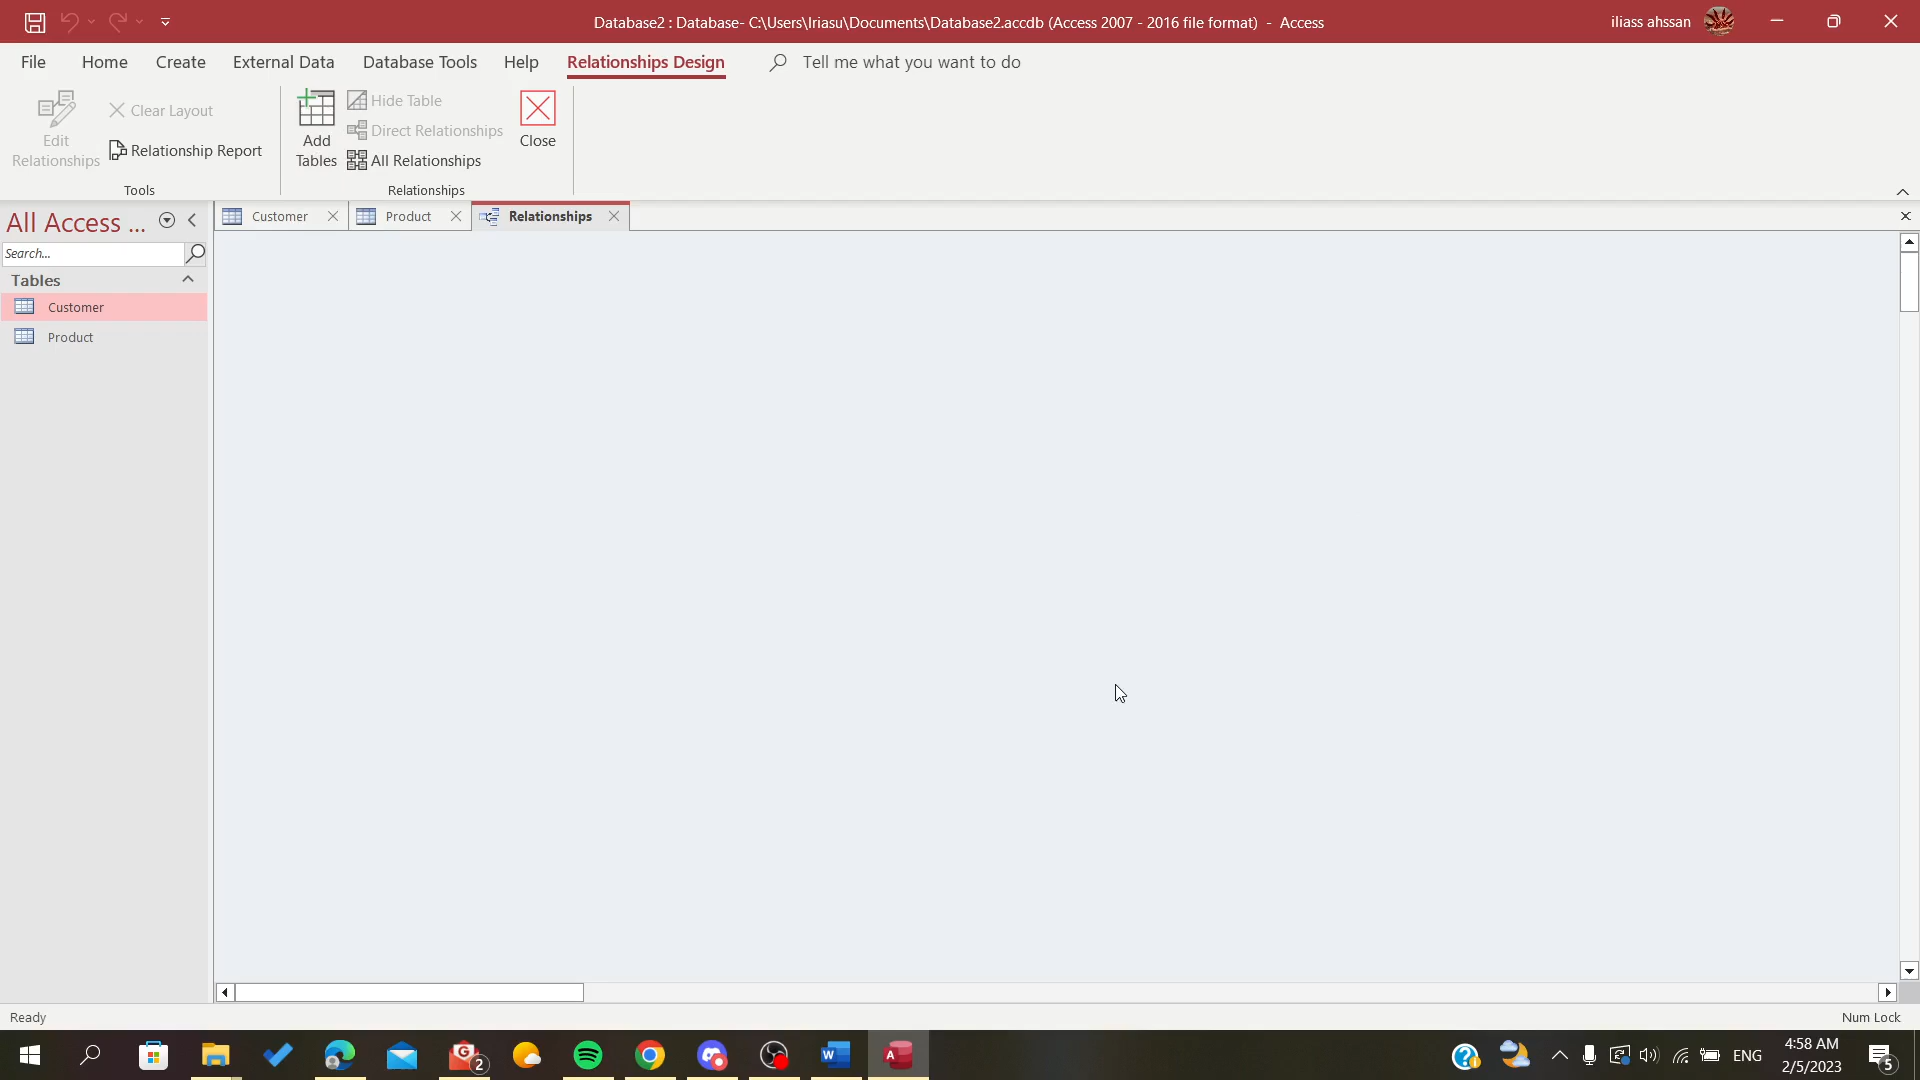 Database2 : Database- C:\Users\Iriasu\Documents\Database2.accdb (Access 2007 - 2016 file format) - Access
iliass ahssan
File Home Create External Data Database Tools Help Relationships Design Tell me what you want to do
Edit Relationships
Clear Layout
Relationship Report
Tools
Add Tables
Hide Table
Direct Relationships
All Relationships
Close
Relationships
All Access ...
Search...
Tables
Customer
Product
Customer Product Relationships
Ready
Num Lock
G 2
W
A
ENG
4:58 AM
2/5/2023
5